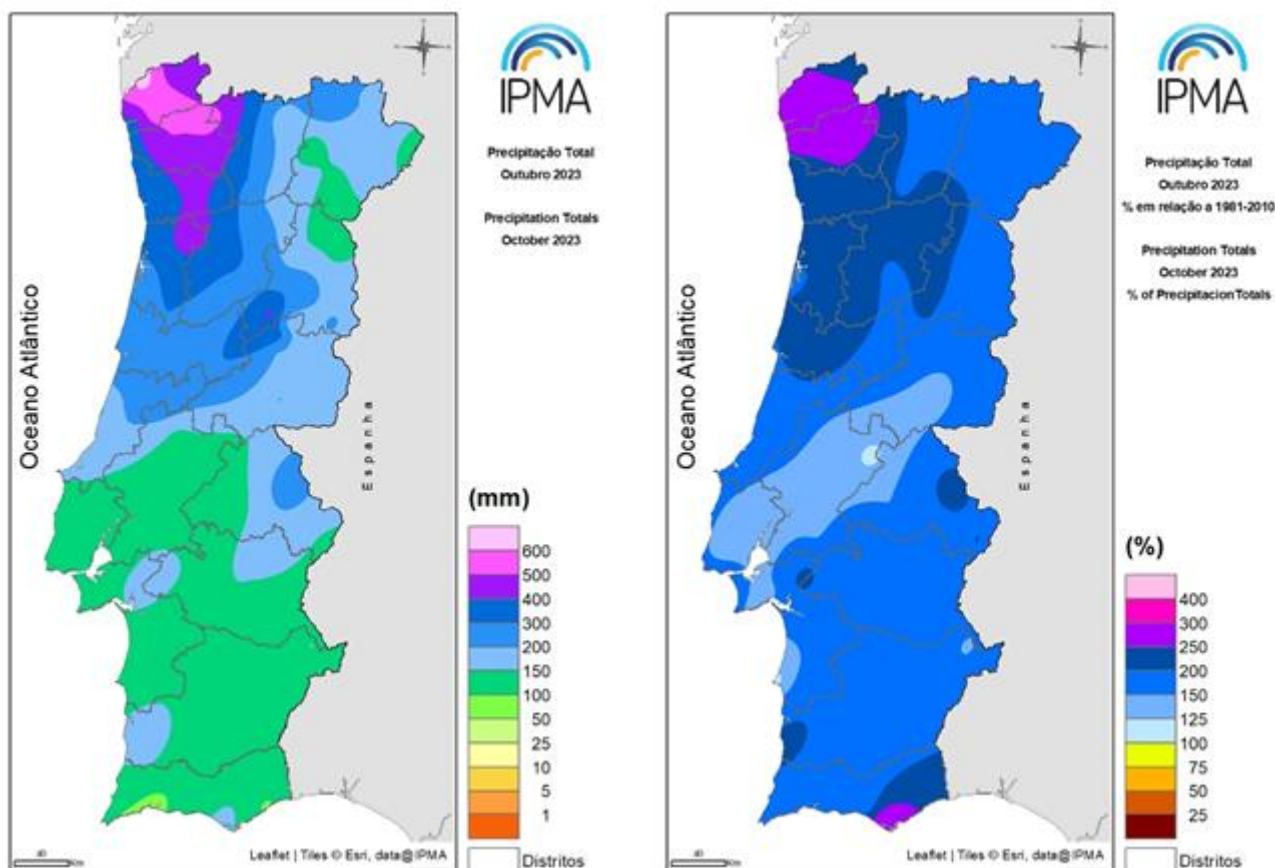 IPMA
Precipitação Total
Outubro 2023
Precipitation Totals
October 2023
Oceano Atlântico
Espanha
(mm)
600
500
400
300
200
150
100
50
25
10
5
1
Leaflet | Tiles © Esri, data@IPMA
Distritos
IPMA
Precipitação Total
Outubro 2023
% em relação a 1981-2010
Precipitation Totals
October 2023
% of PrecipitacionTotals
Oceano Atlântico
Espanha
(%)
400
300
250
200
150
125
100
75
50
25
Leaflet | Tiles © Esri, data@IPMA
Distritos